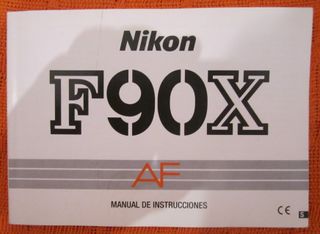 Nikon
F90X
AF
MANUAL DE INSTRUCCIONES
CE S